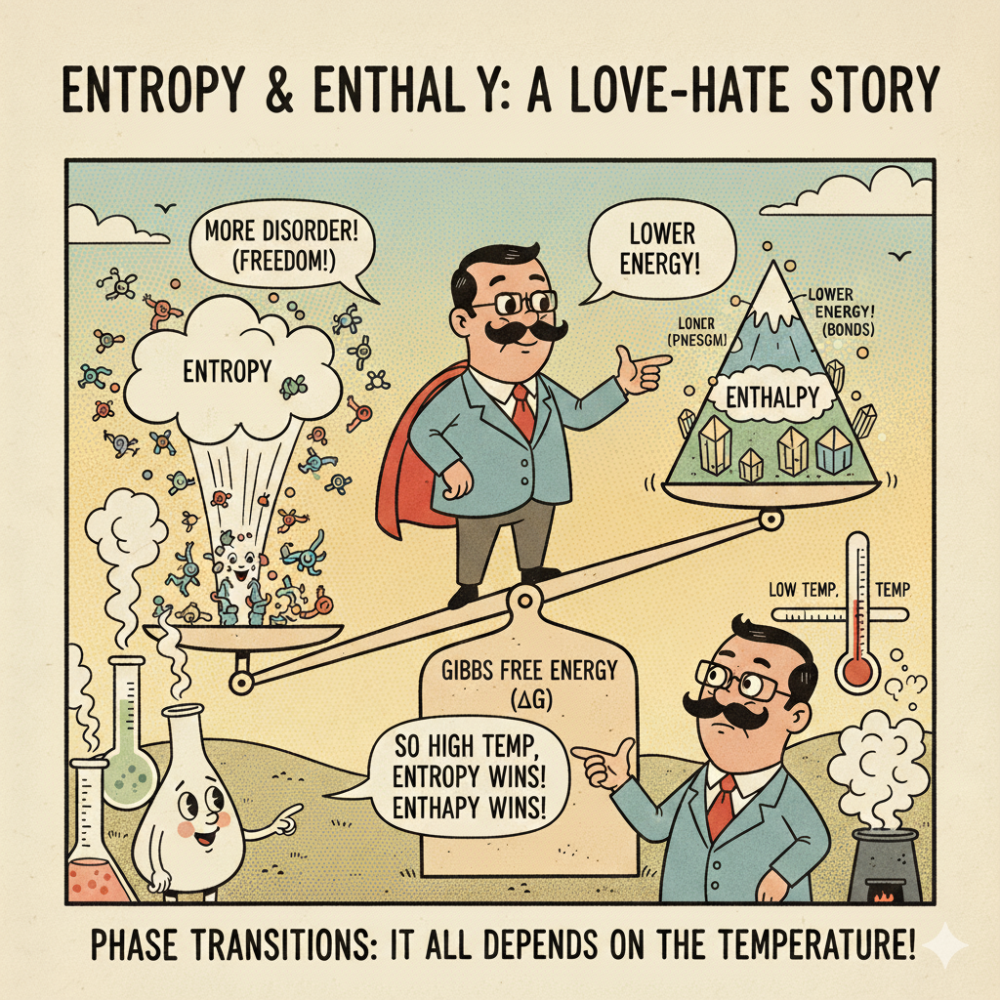 ENTROPY & ENTHAL Y: A LOVE-HATE STORY
MORE DISORDER!
(FREEDOM!)
LOWER
ENERGY!
LOWER
ENERGY!
(BONDS)
LONER
(PNESGM)
ENTROPY
ENTHALPY
LOW TEMP,
TEMP
GIBBS FREE ENERGY
(ΔG)
SO HIGH TEMP,
ENTROPY WINS!
ENTHAPY WINS!
PHASE TRANSITIONS: IT ALL DEPENDS ON THE TEMPERATURE!